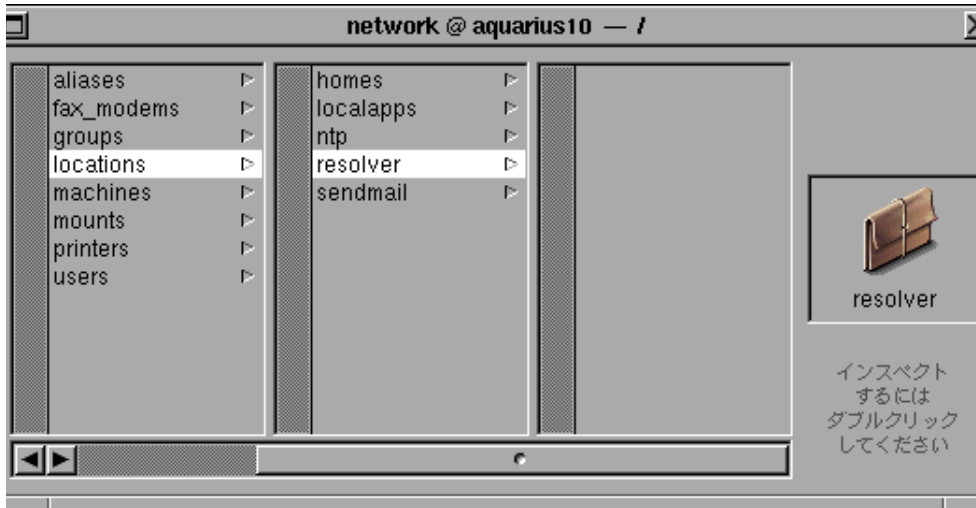 network @ aquarius10 — /
aliases
fax_modems
groups
locations
machines
mounts
printers
users
homes
localapps
ntp
resolver
sendmail
resolver
インスペクト
するには
ダブルクリック
してください